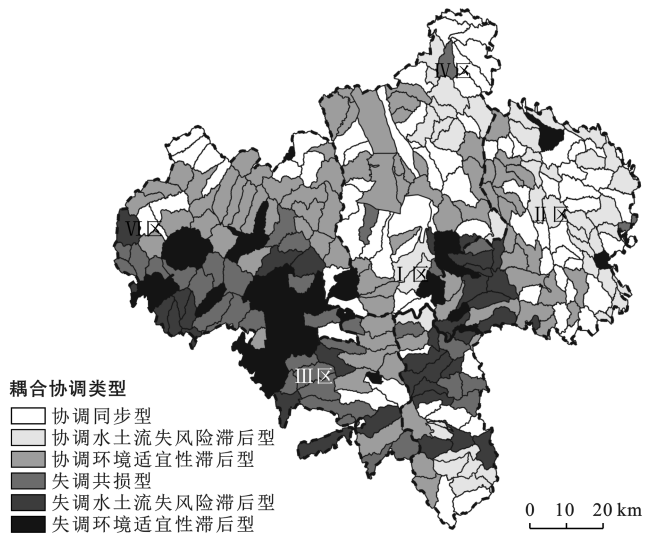 Ⅳ区
Ⅱ区
Ⅵ区
Ⅰ区
Ⅲ区
耦合协调类型
协调同步型
协调水土流失风险滞后型
协调环境适宜性滞后型
失调共损型
失调水土流失风险滞后型
失调环境适宜性滞后型
0 10 20 km